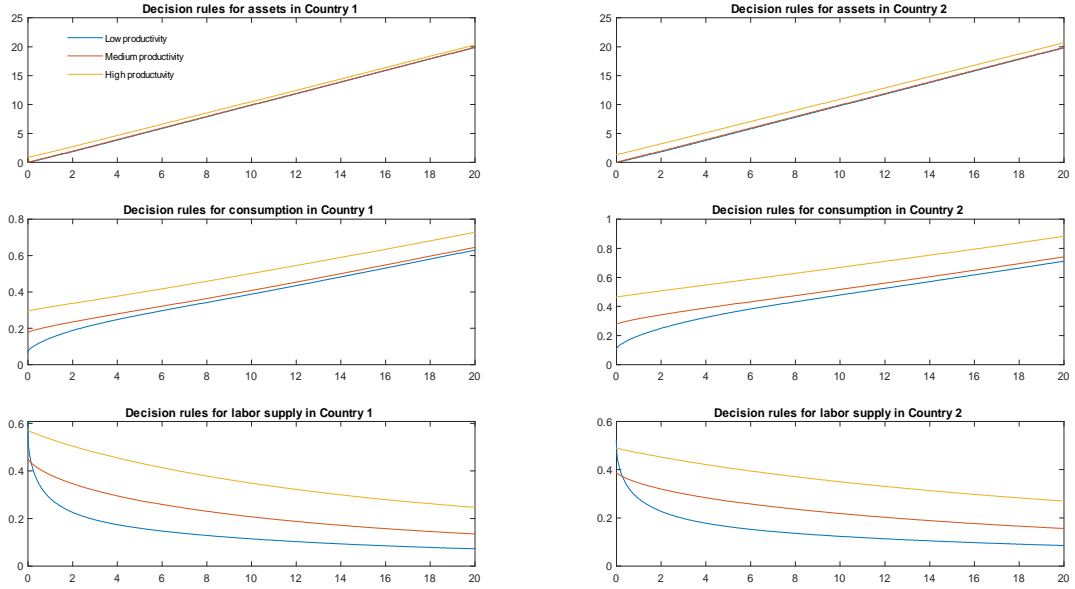 Decision rules for assets in Country 1
25
20
15
10
5
0
Low productivity
Medium productivity
High productuvity
0 2 4 6 8 10 12 14 16 18 20
Decision rules for assets in Country 2
25
20
15
10
5
0
0 2 4 6 8 10 12 14 16 18 20
Decision rules for consumption in Country 1
0.8
0.6
0.4
0.2
0
0 2 4 6 8 10 12 14 16 18 20
Decision rules for consumption in Country 2
1
0.8
0.6
0.4
0.2
0
0 2 4 6 8 10 12 14 16 18 20
Decision rules for labor supply in Country 1
0.6
0.4
0.2
0
0 2 4 6 8 10 12 14 16 18 20
Decision rules for labor supply in Country 2
0.6
0.4
0.2
0
0 2 4 6 8 10 12 14 16 18 20